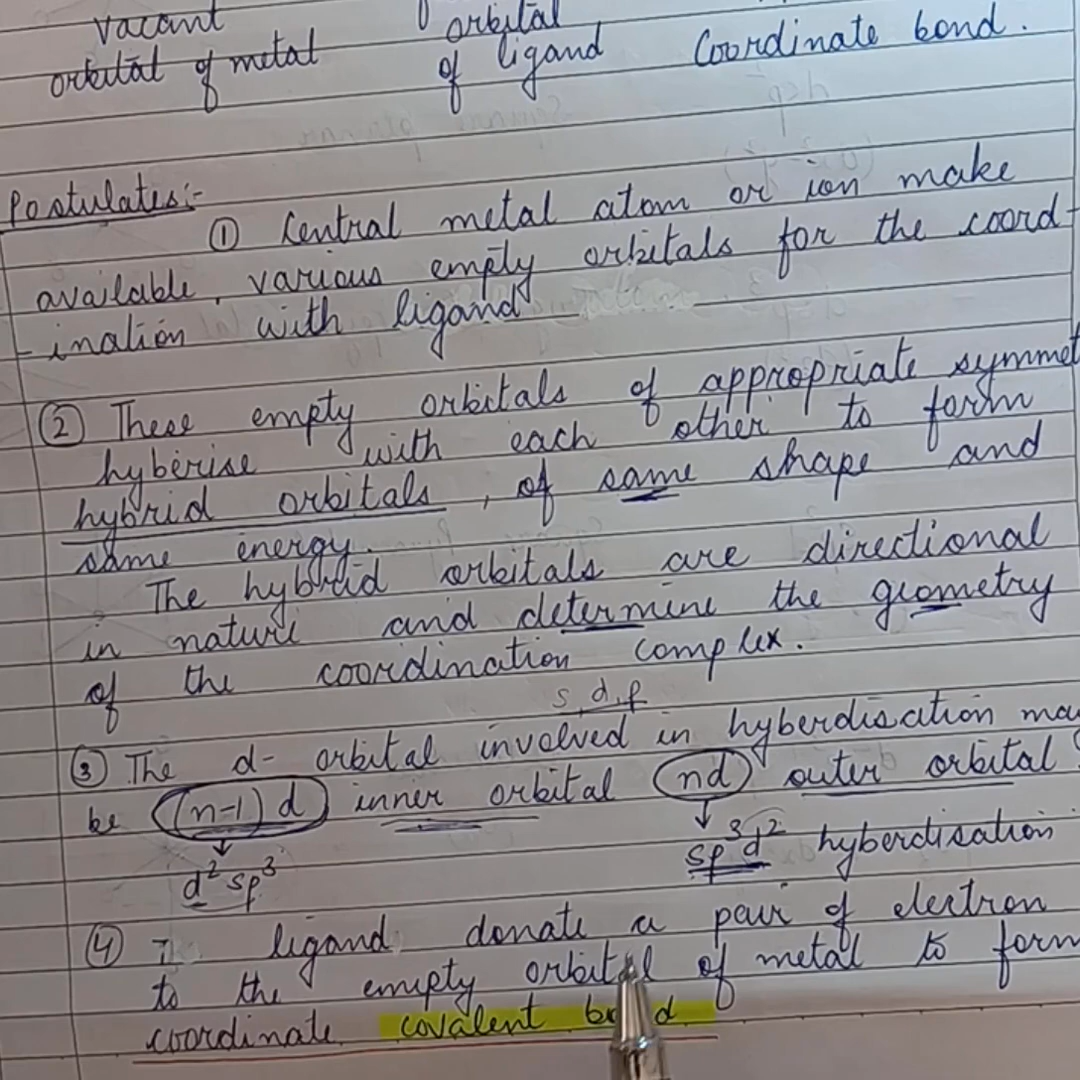 vacant orbital
orbital of metal of ligand Coordinate bond.
Postulates:-
① Central metal atom or ion make
available, various empty orbitals for the coord-
-ination with ligand
② These empty orbitals of appropriate symmet
hyberise with each other to form
hybrid orbitals, of same shape and
same energy.
The hybrid orbitals are directional
in nature and determine the geometry
of the coordination complex.
s, d, p
③ The d- orbital involved in hyberdisation may
be (n-1)d inner orbital nd outer orbital
d²sp³ sp³d² hyberdisation
④ ligand donate a pair of electron
to the empty orbital of metal to form
coordinate covalent bond